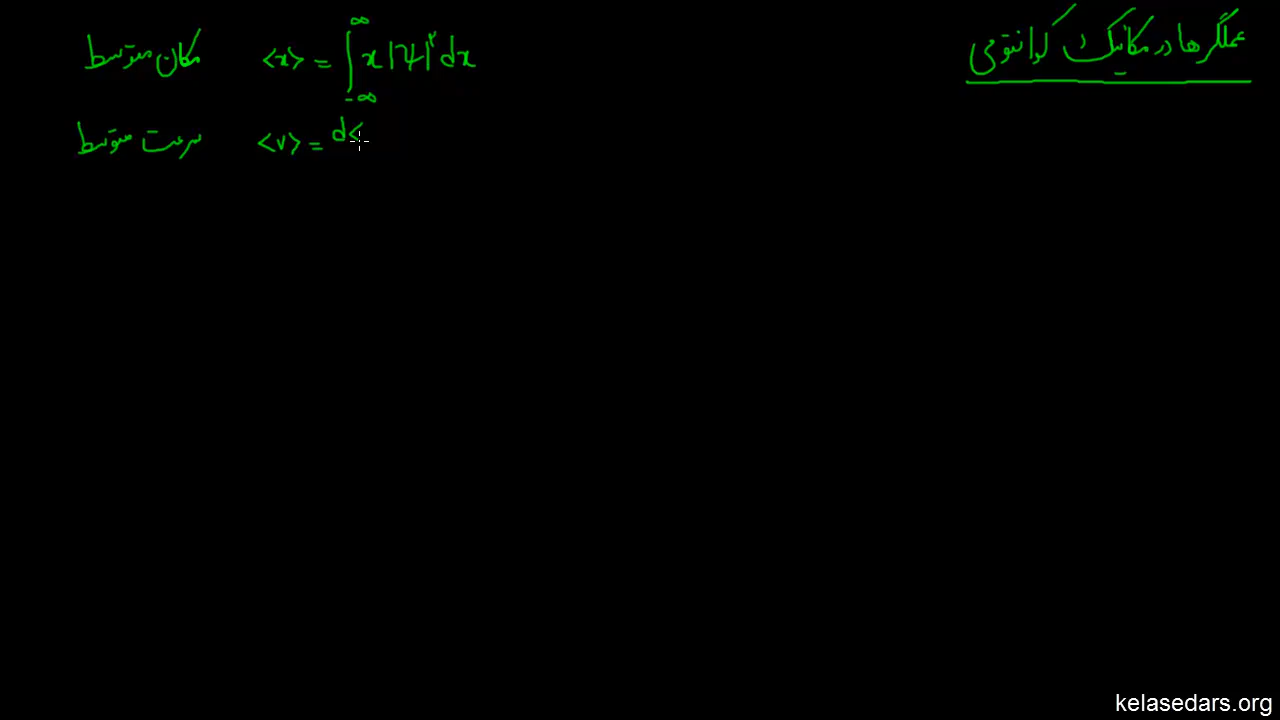 عملگرها در مکانیک کوانتومی
مکان متوسط <x> = ∫_{-∞}^{∞} x |Ψ|² dx
سرعت متوسط <v> = d<
kelasedars.org